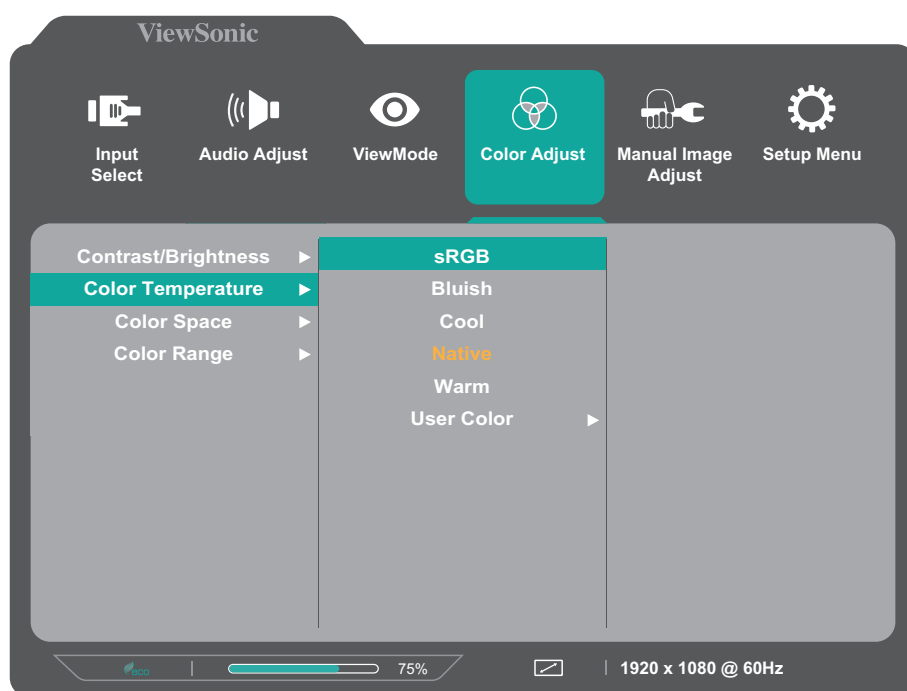 ViewSonic
Input
Select
Audio Adjust
ViewMode
Color Adjust
Manual Image
Adjust
Setup Menu
Contrast/Brightness
Color Temperature
Color Space
Color Range
sRGB
Bluish
Cool
Native
Warm
User Color
eco
75%
1920 x 1080 @ 60Hz